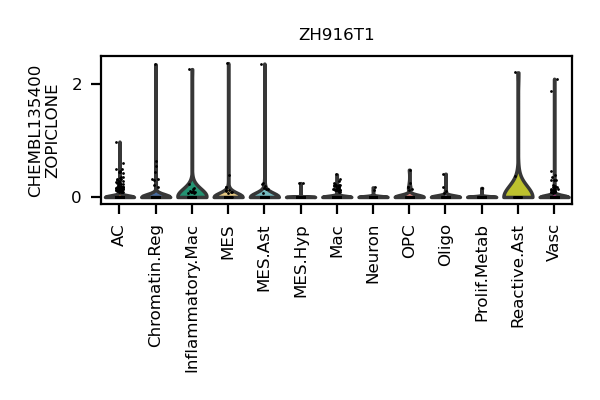 ZH916T1
CHEMBL135400
ZOPICLONE
2
0
AC
Chromatin.Reg
Inflammatory.Mac
MES
MES.Ast
MES.Hyp
Mac
Neuron
OPC
Oligo
Prolif.Metab
Reactive.Ast
Vasc